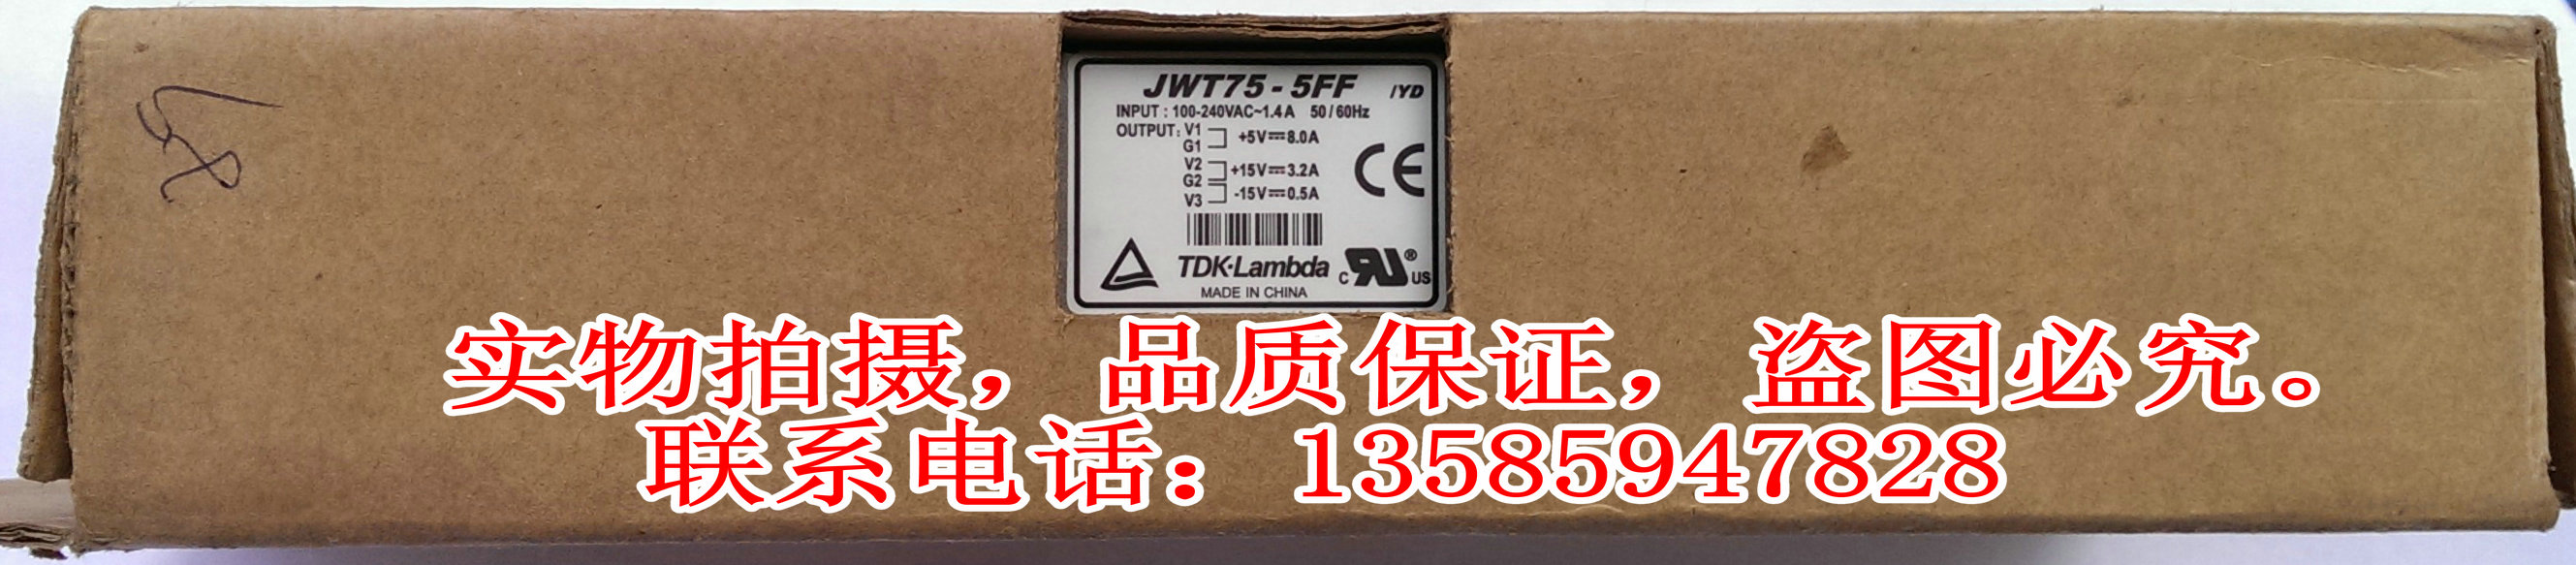 68
JWT75-5FF /YD
INPUT : 100-240VAC~1.4A 50/60Hz
OUTPUT: V1 +5V⎓8.0A
G1
V2 +15V⎓3.2A
G2
V3 -15V⎓0.5A
TDK·Lambda
C RU® US
MADE IN CHINA
CE
实物拍摄，品质保证，盗图必究。
联系电话：13585947828